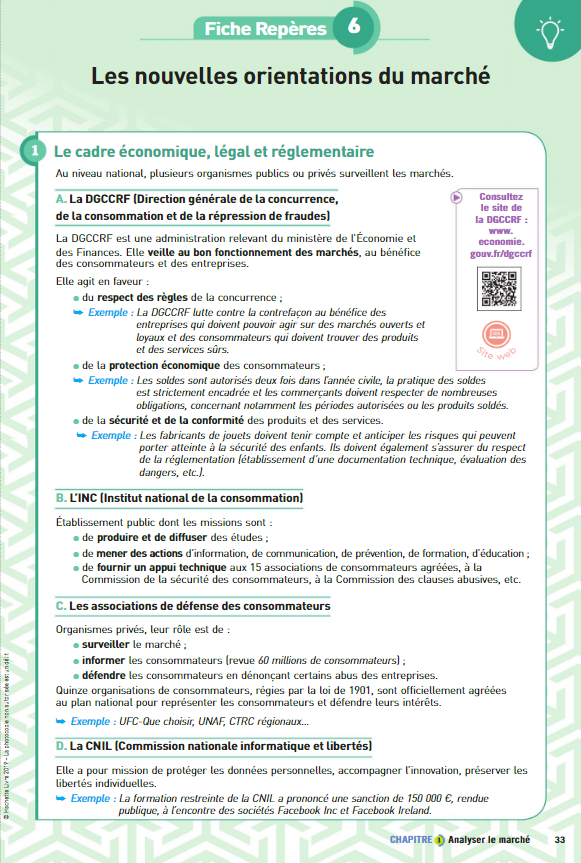 Fiche Repères 6
Les nouvelles orientations du marché
1 Le cadre économique, légal et réglementaire
Au niveau national, plusieurs organismes publics ou privés surveillent les marchés.
A. La DGCCRF (Direction générale de la concurrence,
de la consommation et de la répression de fraudes)
La DGCCRF est une administration relevant du ministère de l'Économie et
des Finances. Elle veille au bon fonctionnement des marchés, au bénéfice
des consommateurs et des entreprises.
Elle agit en faveur :
● du respect des règles de la concurrence ;
➥ Exemple : La DGCCRF lutte contre la contrefaçon au bénéfice des
entreprises qui doivent pouvoir agir sur des marchés ouverts et
loyaux et des consommateurs qui doivent trouver des produits
et des services sûrs.
● de la protection économique des consommateurs ;
➥ Exemple : Les soldes sont autorisés deux fois dans l'année civile, la pratique des soldes
est strictement encadrée et les commerçants doivent respecter de nombreuses
obligations, concernant notamment les périodes autorisées ou les produits soldés.
● de la sécurité et de la conformité des produits et des services.
➥ Exemple : Les fabricants de jouets doivent tenir compte et anticiper les risques qui peuvent
porter atteinte à la sécurité des enfants. Ils doivent également s'assurer du respect
de la réglementation (établissement d'une documentation technique, évaluation des
dangers, etc.).
Consultez
le site de
la DGCCRF :
www.
economie.
gouv.fr/dgccrf
Site web
B. L'INC (Institut national de la consommation)
Établissement public dont les missions sont :
● de produire et de diffuser des études ;
● de mener des actions d'information, de communication, de prévention, de formation, d'éducation ;
● de fournir un appui technique aux 15 associations de consommateurs agréées, à la
Commission de la sécurité des consommateurs, à la Commission des clauses abusives, etc.
C. Les associations de défense des consommateurs
Organismes privés, leur rôle est de :
● surveiller le marché ;
● informer les consommateurs (revue 60 millions de consommateurs) ;
● défendre les consommateurs en dénonçant certains abus des entreprises.
Quinze organisations de consommateurs, régies par la loi de 1901, sont officiellement agréées
au plan national pour représenter les consommateurs et défendre leurs intérêts.
➥ Exemple : UFC-Que choisir, UNAF, CTRC régionaux...
D. La CNIL (Commission nationale informatique et libertés)
Elle a pour mission de protéger les données personnelles, accompagner l'innovation, préserver les
libertés individuelles.
➥ Exemple : La formation restreinte de la CNIL a prononcé une sanction de 150 000 €, rendue
publique, à l'encontre des sociétés Facebook Inc et Facebook Ireland.
© Hachette Livre 2019 – La photocopie non autorisée est un délit
CHAPITRE 1 Analyser le marché 33